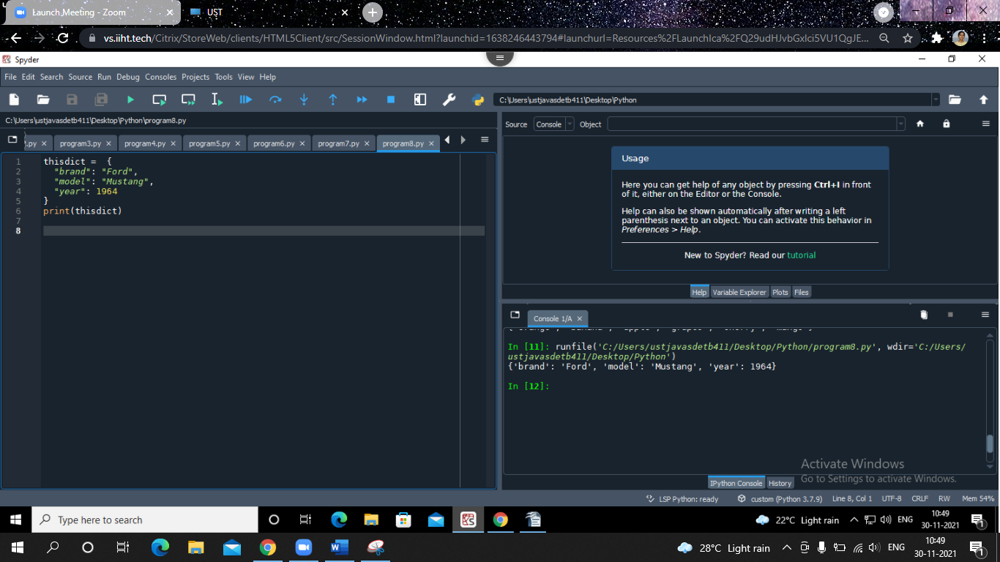 Launch Meeting - Zoom
UST
vs.iiht.tech/Citrix/StoreWeb/clients/HTML5Client/src/SessionWindow.html?launchid=1638246443794#launchurl=Resources%2FLaunchIca%2FQ29udHJvbGxlci5VU1QgJE...
Spyder
File Edit Search Source Run Debug Consoles Projects Tools View Help
C:\Users\ustjavasdetb411\Desktop\Python
C:\Users\ustjavasdetb411\Desktop\Python\program8.py
.py program3.py program4.py program5.py program6.py program7.py program8.py
1 thisdict = {
2 "brand": "Ford",
3 "model": "Mustang",
4 "year": 1964
5 }
6 print(thisdict)
7
8
Source Console Object
Usage
Here you can get help of any object by pressing Ctrl+I in front
of it, either on the Editor or the Console.
Help can also be shown automatically after writing a left
parenthesis next to an object. You can activate this behavior in
Preferences > Help.
New to Spyder? Read our tutorial
Help Variable Explorer Plots Files
Console 1/A
In [11]: runfile('C:/Users/ustjavasdetb411/Desktop/Python/program8.py', wdir='C:/Users/
ustjavasdetb411/Desktop/Python')
{'brand': 'Ford', 'model': 'Mustang', 'year': 1964}
In [12]:
Activate Windows
Go to Settings to activate Windows.
IPython Console History
LSP Python: ready custom (Python 3.7.9) Line 8, Col 1 UTF-8 CRLF RW Mem 54%
Type here to search
22°C Light rain ENG 10:49
30-11-2021
1
28°C Light rain ENG 10:49
30-11-2021
1